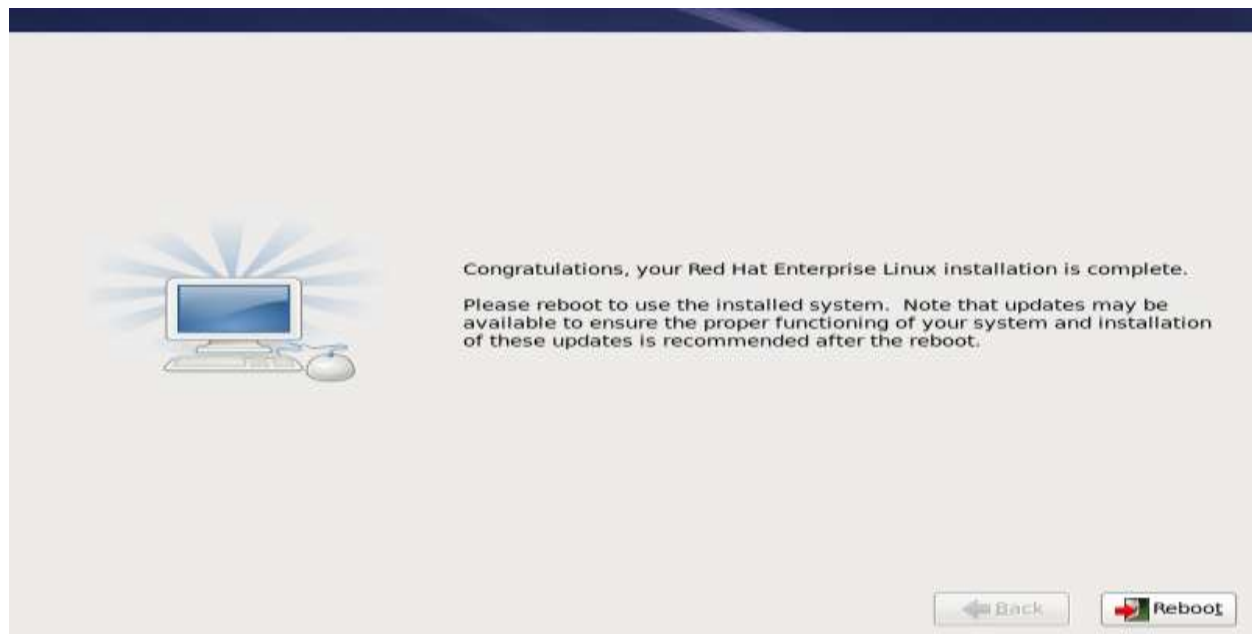 Congratulations, your Red Hat Enterprise Linux installation is complete.
Please reboot to use the installed system.  Note that updates may be
available to ensure the proper functioning of your system and installation
of these updates is recommended after the reboot.
Back
Reboot